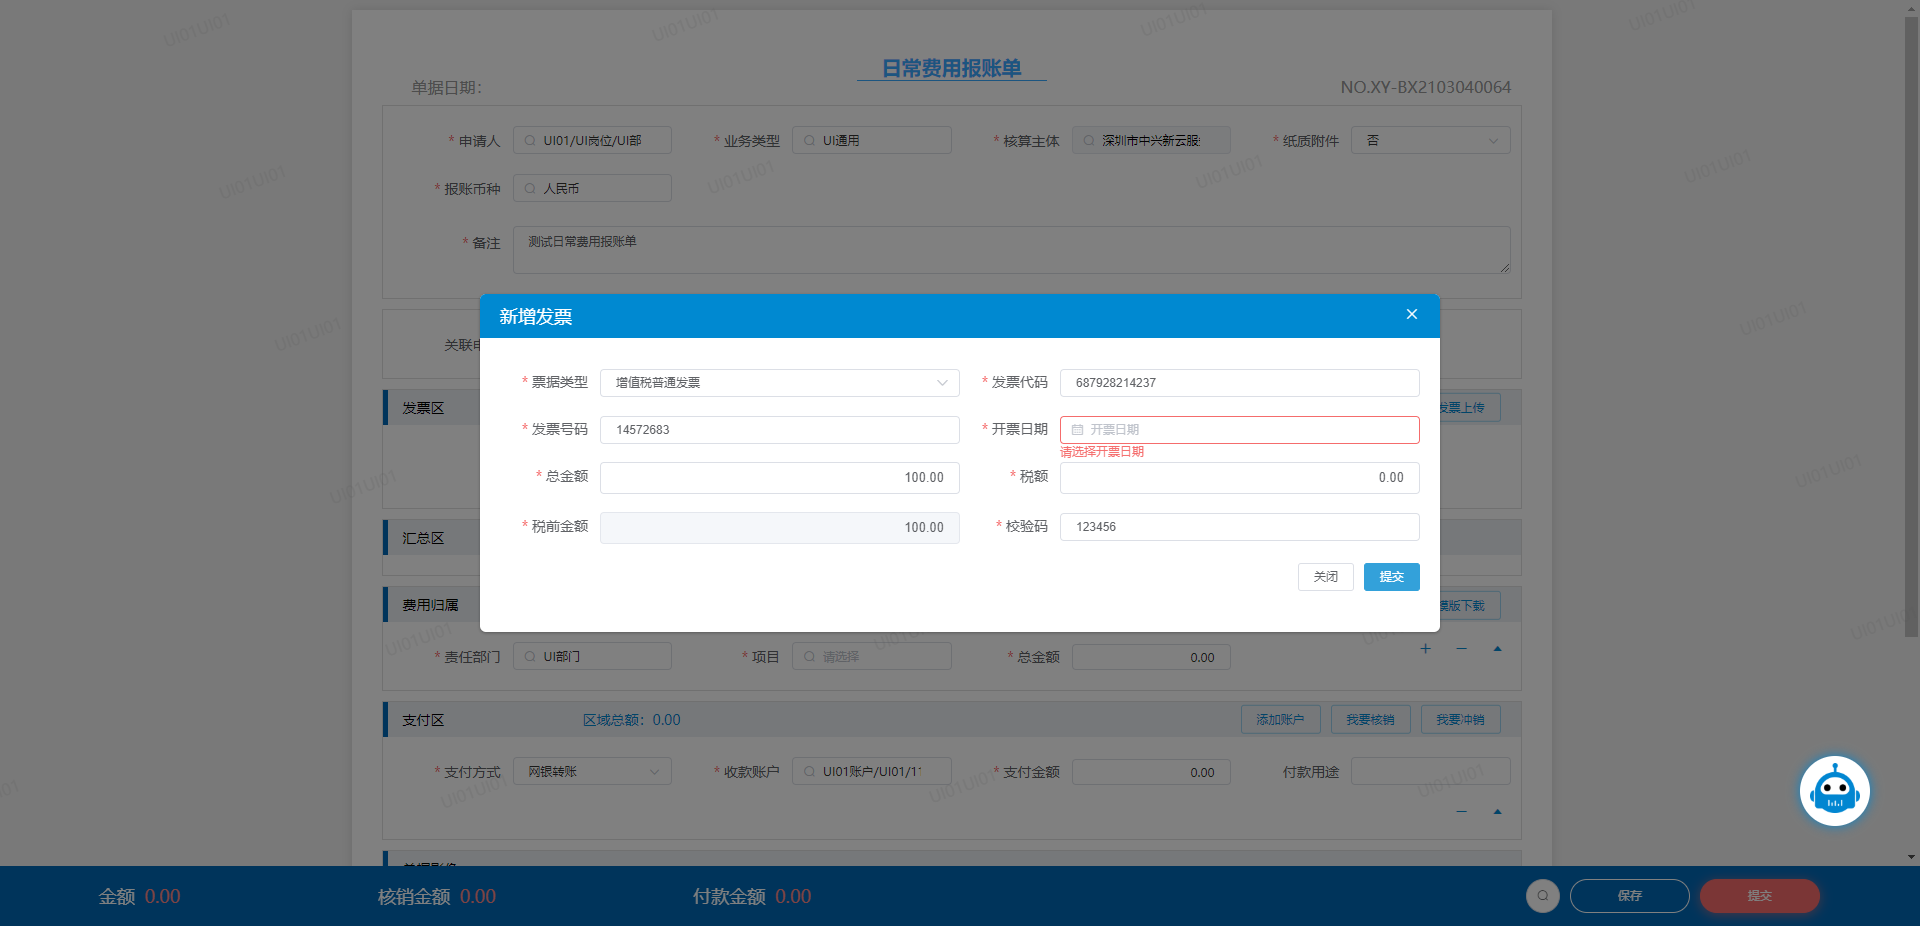 日常费用报账单
单据日期:
NO.XY-BX2103040064
* 申请人 UI01/UI岗位/UI部
* 业务类型 UI通用
* 核算主体 深圳市中兴新云服
* 纸质附件 否
* 报账币种 人民币
* 备注 测试日常费用报账单
新增发票
关联
* 票据类型 增值税普通发票
* 发票代码 687928214237
发票区
发票上传
* 发票号码 14572683
* 开票日期 开票日期
请选择开票日期
* 总金额 100.00
* 税额 0.00
* 税前金额 100.00
* 校验码 123456
汇总区
关闭
提交
费用归属
模版下载
* 责任部门 UI部门
* 项目 请选择
* 总金额 0.00
支付区
区域总额: 0.00
添加账户
我要核销
我要冲销
* 支付方式 网银转账
* 收款账户 UI01账户/UI01/1
* 支付金额 0.00
付款用途
金额 0.00
核销金额 0.00
付款金额 0.00
保存
提交
UI01UI01